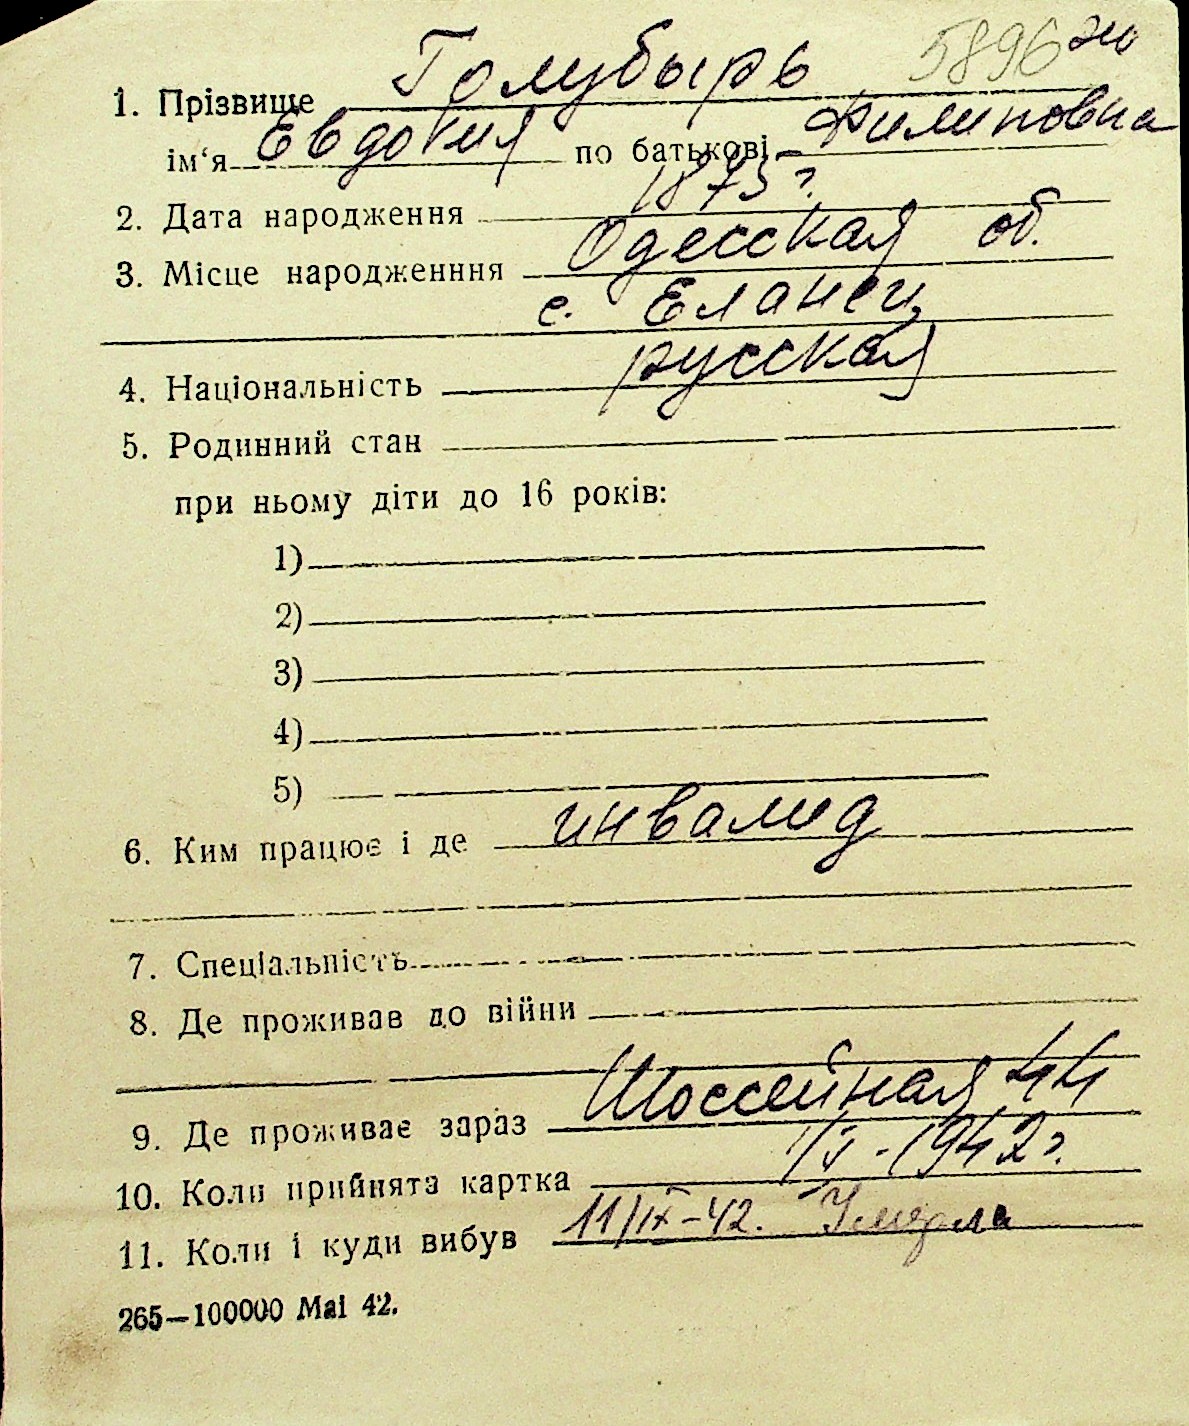 5896 310
1. Прізвище Голубырь
ім‘я Евдокия по батькові Филиповна
2. Дата народження 1873 г.
3. Місце народженння Одесская об.
с. Еланец
4. Національність русская
5. Родинний стан
при ньому діти до 16 років:
1)
2)
3)
4)
5)
6. Ким працює і де инвалид
7. Спеціальність
8. Де проживав до війни
9. Де проживає зараз Шоссейная 44
10. Коли прийнята картка 1/V-1942 г.
11. Коли і куди вибув 11/IX-42. Умерла
265—100000 Mai 42.